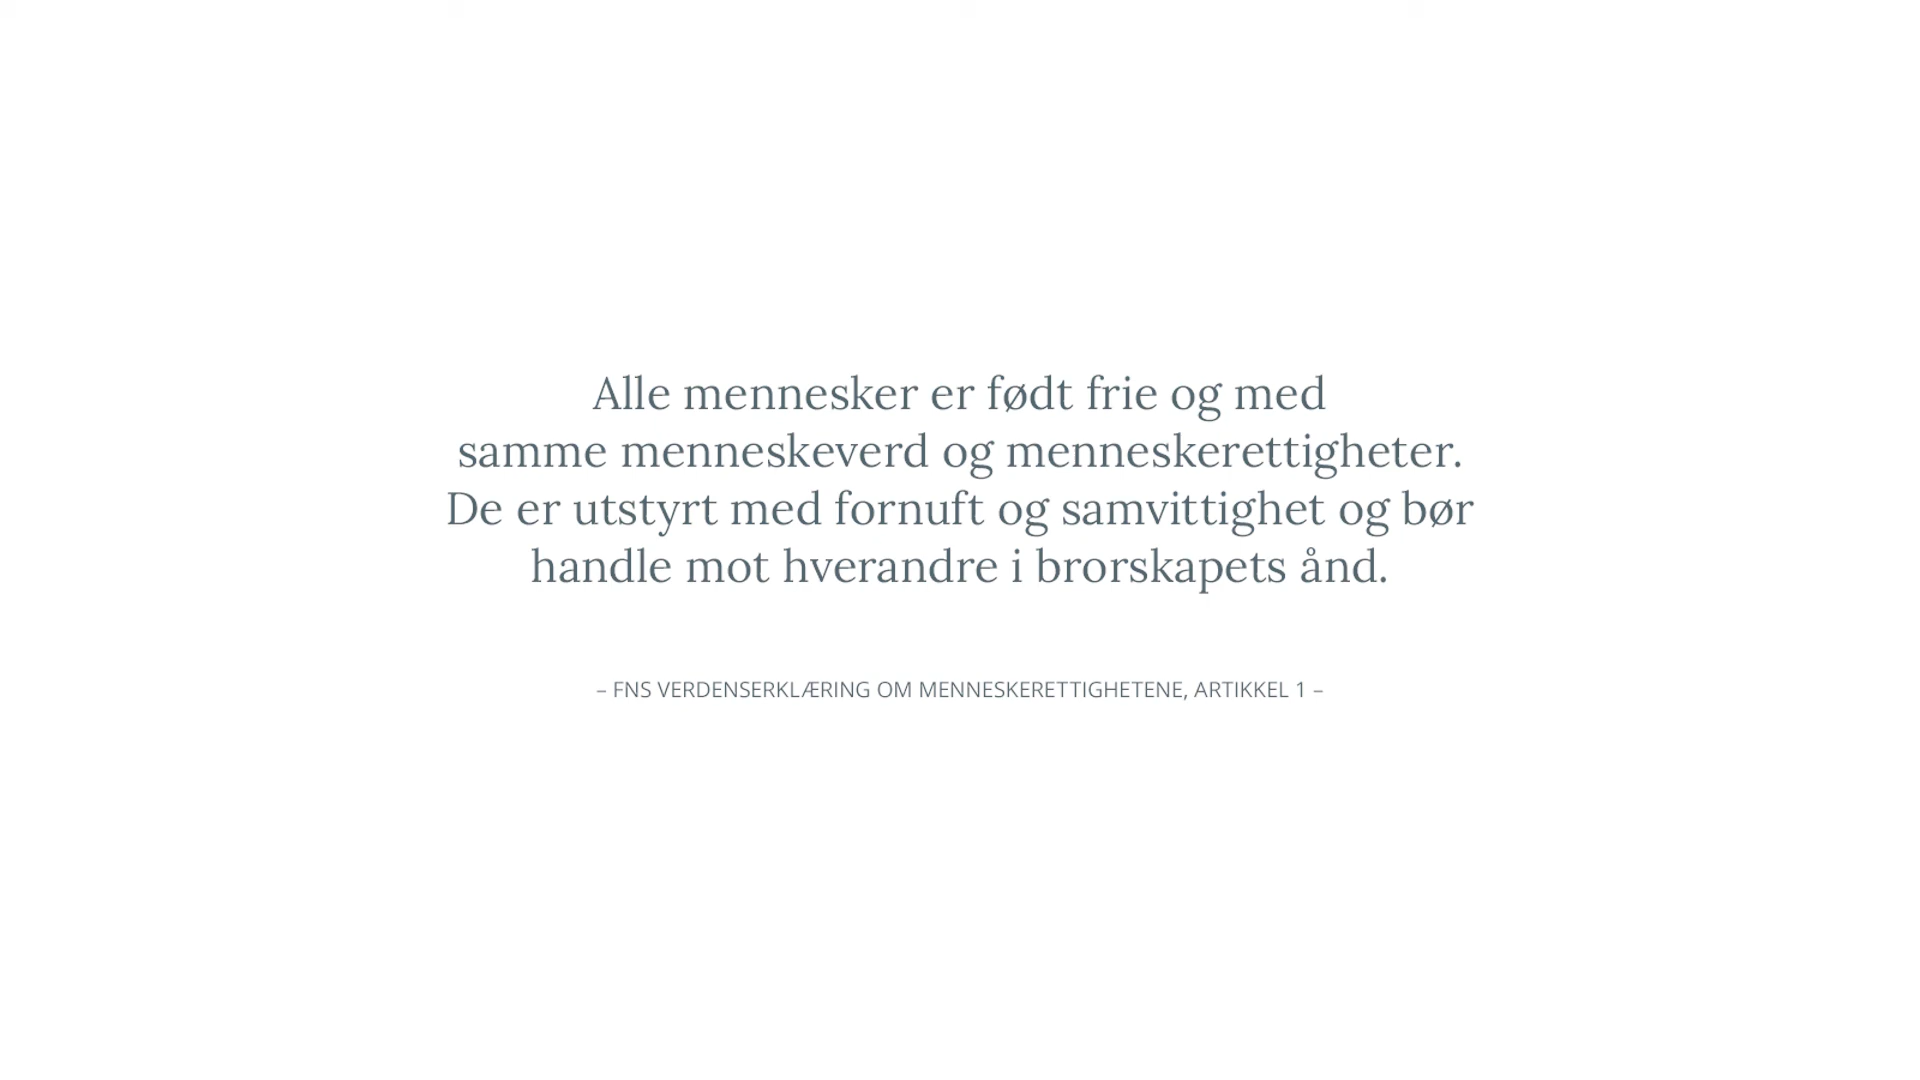 Alle mennesker er født frie og med
samme menneskeverd og menneskerettigheter.
De er utstyrt med fornuft og samvittighet og bør
handle mot hverandre i brorskapets ånd.
– FNS VERDENSERKLÆRING OM MENNESKERETTIGHETENE, ARTIKKEL 1 –